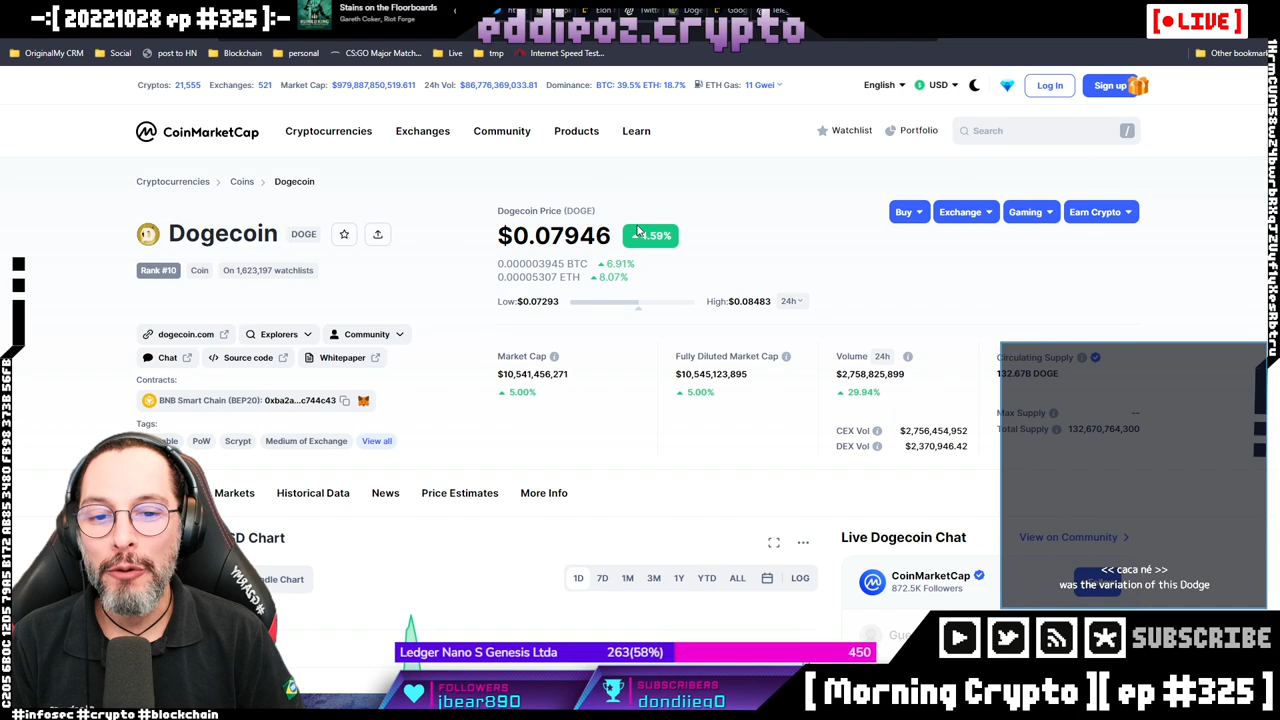 -:[ 20221028 ep #325 ]:-
Stains on the Floorboards
Gareth Coker, Riot Forge
eddieoz.crypto
[ LIVE ]
OriginalMy CRM
Social
post to HN
Blockchain
personal
CS:GO Major Match...
Live
tmp
Internet Speed Test...
Other bookmar
Cryptos: 21,555 Exchanges: 521 Market Cap: $979,887,850,519.611 24h Vol: $86,776,369,033.81 Dominance: BTC: 39.5% ETH: 18.7% ETH Gas: 11 Gwei
English USD Log In Sign up
CoinMarketCap Cryptocurrencies Exchanges Community Products Learn Watchlist Portfolio Search /
Cryptocurrencies > Coins > Dogecoin
Dogecoin DOGE
Rank #10 Coin On 1,623,197 watchlists
Dogecoin Price (DOGE)
$0.07946 4.59%
0.000003945 BTC 6.91%
0.00005307 ETH 8.07%
Low:$0.07293 High:$0.08483 24h
Buy Exchange Gaming Earn Crypto
dogecoin.com Explorers Community
Chat Source code Whitepaper
Contracts:
BNB Smart Chain (BEP20): 0xba2a...c744c43
Tags:
PoW Scrypt Medium of Exchange View all
Market Cap
$10,541,456,271
5.00%
Fully Diluted Market Cap
$10,545,123,895
5.00%
Volume 24h
$2,758,825,899
29.94%
CEX Vol $2,756,454,952
DEX Vol $2,370,946.42
Circulating Supply
132.67B DOGE
Max Supply --
Total Supply 132,670,764,300
Markets Historical Data News Price Estimates More Info
Chart
Chart
1D 7D 1M 3M 1Y YTD ALL LOG
Live Dogecoin Chat
View on Community >
CoinMarketCap
872.5K Followers
<< caca né >>
was the variation of this Dodge
YMRASD
Ledger Nano S Genesis Ltda 263(58%) 450
FOLLOWERS
jbear890
SUBSCRIBERS
dondiieg0
SUBSCRIBE
[ Morning Crypto ][ ep #325 ]
#infosec #crypto #blockchain